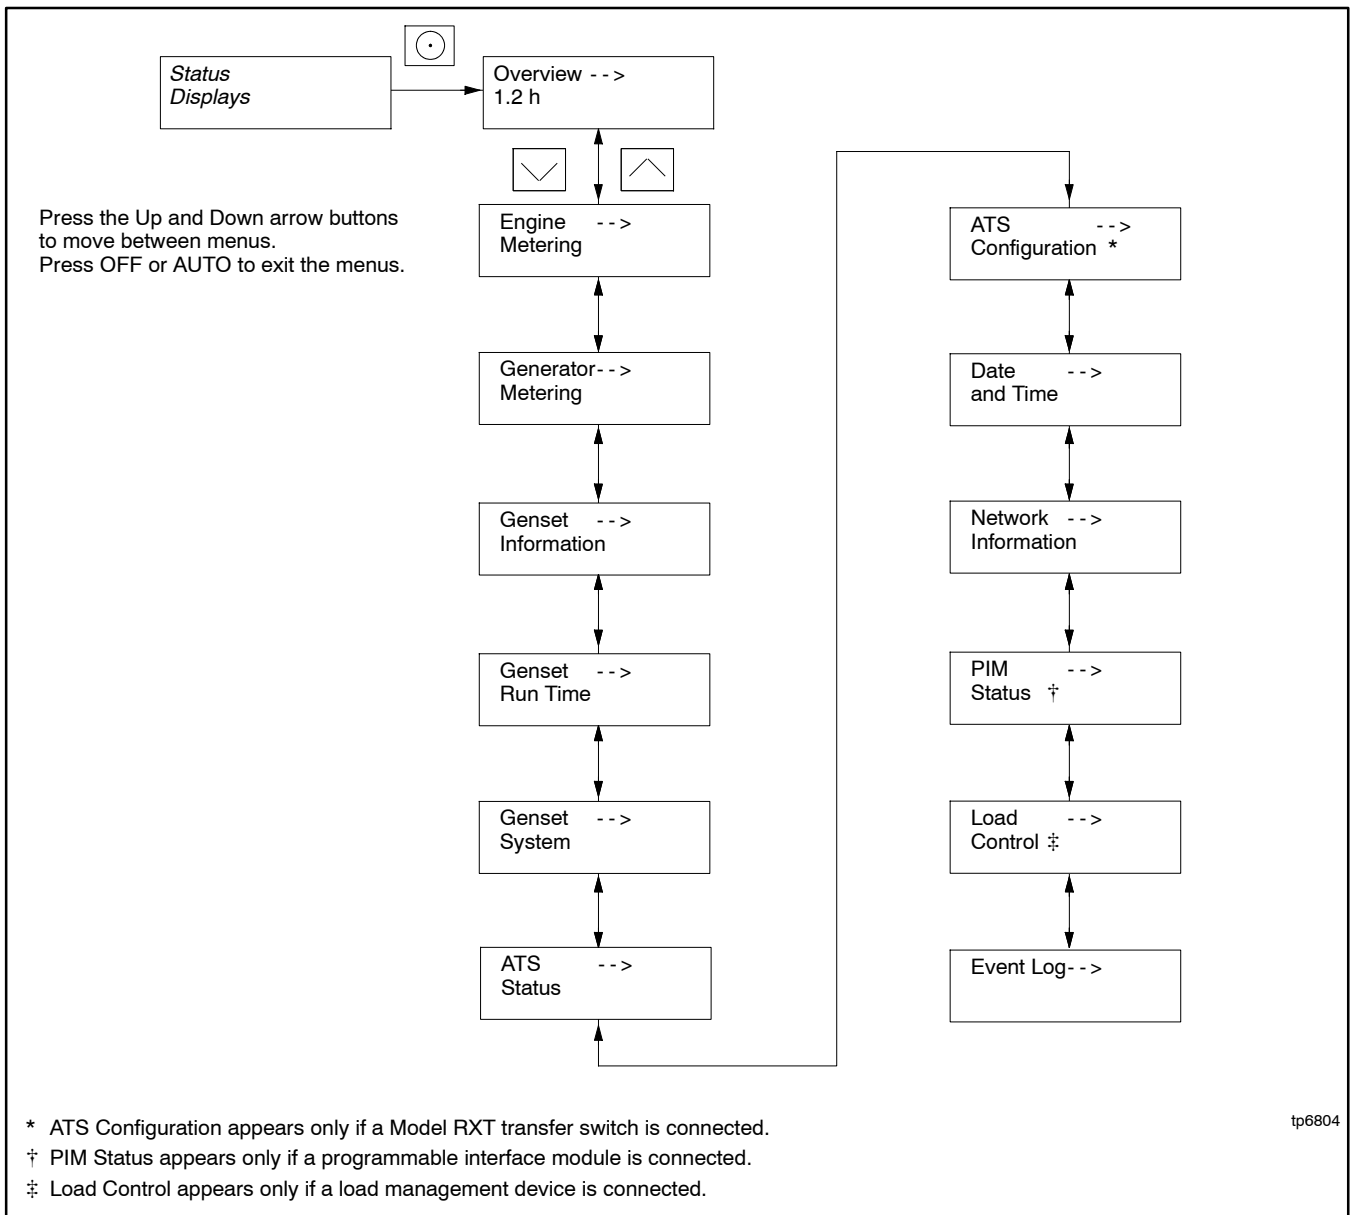 Status
Displays
Overview -->
1.2 h
Press the Up and Down arrow buttons
to move between menus.
Press OFF or AUTO to exit the menus.
Engine -->
Metering
Generator-->
Metering
Genset -->
Information
Genset -->
Run Time
Genset -->
System
ATS -->
Status
ATS -->
Configuration *
Date -->
and Time
Network -->
Information
PIM -->
Status †
Load -->
Control ‡
Event Log-->
* ATS Configuration appears only if a Model RXT transfer switch is connected.
† PIM Status appears only if a programmable interface module is connected.
‡ Load Control appears only if a load management device is connected.
tp6804